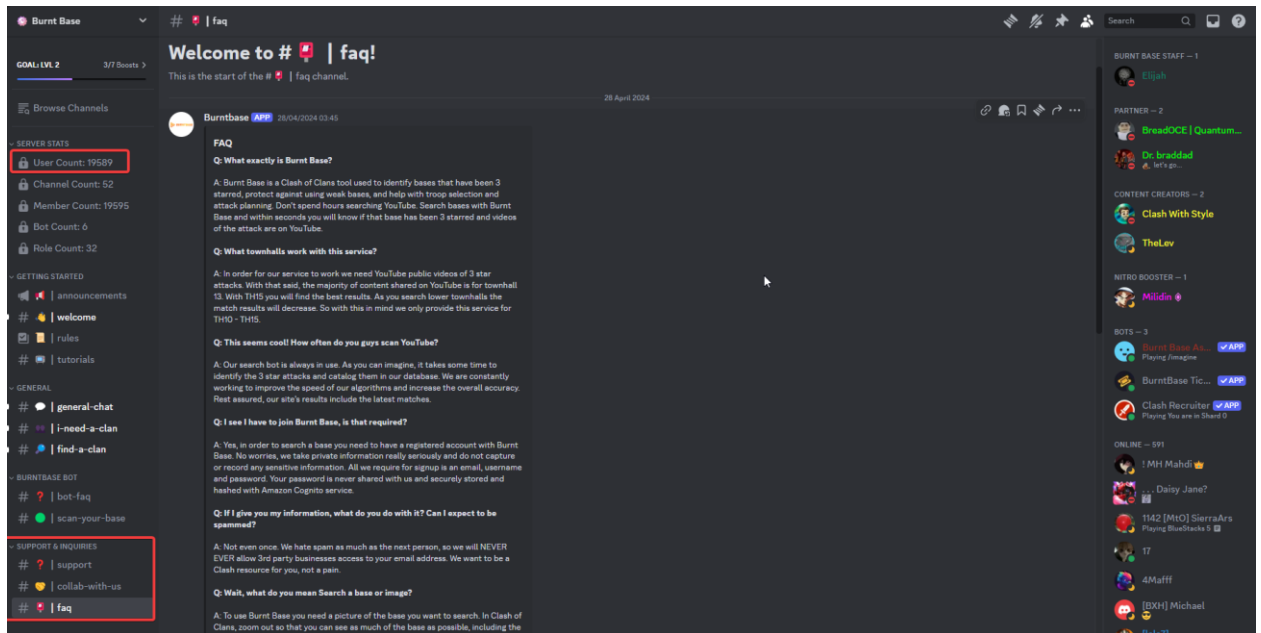 Burnt Base
GOAL: LVL 2
3/7 Boosts
Browse Channels
SERVER STATS
User Count: 19589
Channel Count: 52
Member Count: 19595
Bot Count: 6
Role Count: 32
GETTING STARTED
| announcements
| welcome
| rules
| tutorials
GENERAL
| general-chat
| i-need-a-clan
| find-a-clan
BURNTBASE BOT
| bot-faq
| scan-your-base
SUPPORT & INQUIRIES
| support
| collab-with-us
| faq
# | faq
Search
Welcome to # | faq!
This is the start of the # | faq channel.
28 April 2024
Burntbase APP 28/04/2024 03:45
FAQ
Q: What exactly is Burnt Base?
A: Burnt Base is a Clash of Clans tool used to identify bases that have been 3
starred, protect against using weak bases, and help with troop selection and
attack planning. Don't spend hours searching YouTube. Search bases with Burnt
Base and within seconds you will know if that base has been 3 starred and videos
of the attack are on YouTube.
Q: What townhalls work with this service?
A: In order for our service to work we need YouTube public videos of 3 star
attacks. With that said, the majority of content shared on YouTube is for townhall
13. With TH15 you will find the best results. As you search lower townhalls the
match results will decrease. So with this in mind we only provide this service for
TH10 - TH15.
Q: This seems cool! How often do you guys scan YouTube?
A: Our search bot is always in use. As you can imagine, it takes some time to
identify the 3 star attacks and catalog them in our database. We are constantly
working to improve the speed of our algorithms and increase the overall accuracy.
Rest assured, our site's results include the latest matches.
Q: I see I have to join Burnt Base, is that required?
A: Yes, in order to search a base you need to have a registered account with Burnt
Base. No worries, we take private information really seriously and do not capture
or record any sensitive information. All we require for signup is an email, username
and password. Your password is never shared with us and securely stored and
hashed with Amazon Cognito service.
Q: If I give you my information, what do you do with it? Can I expect to be
spammed?
A: Not even once. We hate spam as much as the next person, so we will NEVER
EVER allow 3rd party businesses access to your email address. We want to be a
Clash resource for you, not a pain.
Q: Wait, what do you mean Search a base or image?
A: To use Burnt Base you need a picture of the base you want to search. In Clash of
Clans, zoom out so that you can see as much of the base as possible, including the
BURNT BASE STAFF — 1
Elijah
PARTNER — 2
BreadOCE | Quantum...
Dr. braddad
let's go...
CONTENT CREATORS — 2
Clash With Style
TheLev
NITRO BOOSTER — 1
Milidin
BOTS — 3
Burnt Base As... APP
Playing /imagine
BurntBase Tic... APP
Clash Recruiter APP
Playing You are in Shard 0
ONLINE — 591
! MH Mahdi
... Daisy Jane?
1142 [MtO] SierraArs
Playing BlueStacks 5
17
4Mafff
[BXH] Michael